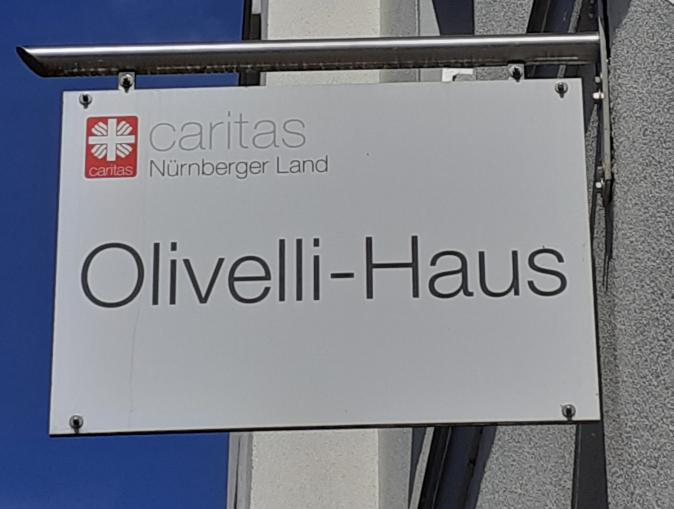 caritas
caritas
Nürnberger Land
Olivelli-Haus